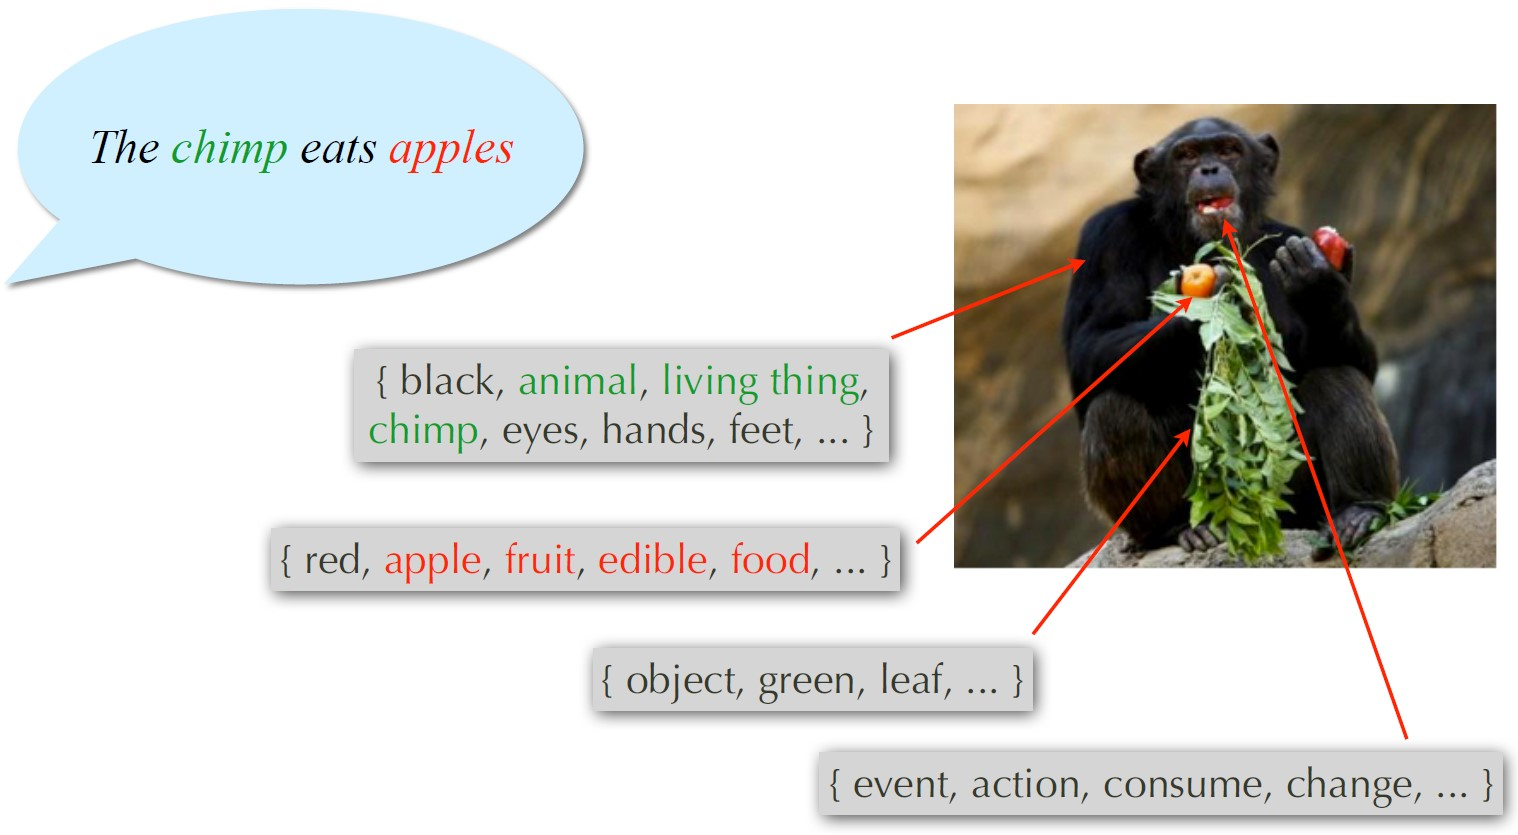 The chimp eats apples
{ black, animal, living thing,
chimp, eyes, hands, feet, ... }
{ red, apple, fruit, edible, food, ... }
{ object, green, leaf, ... }
{ event, action, consume, change, ... }